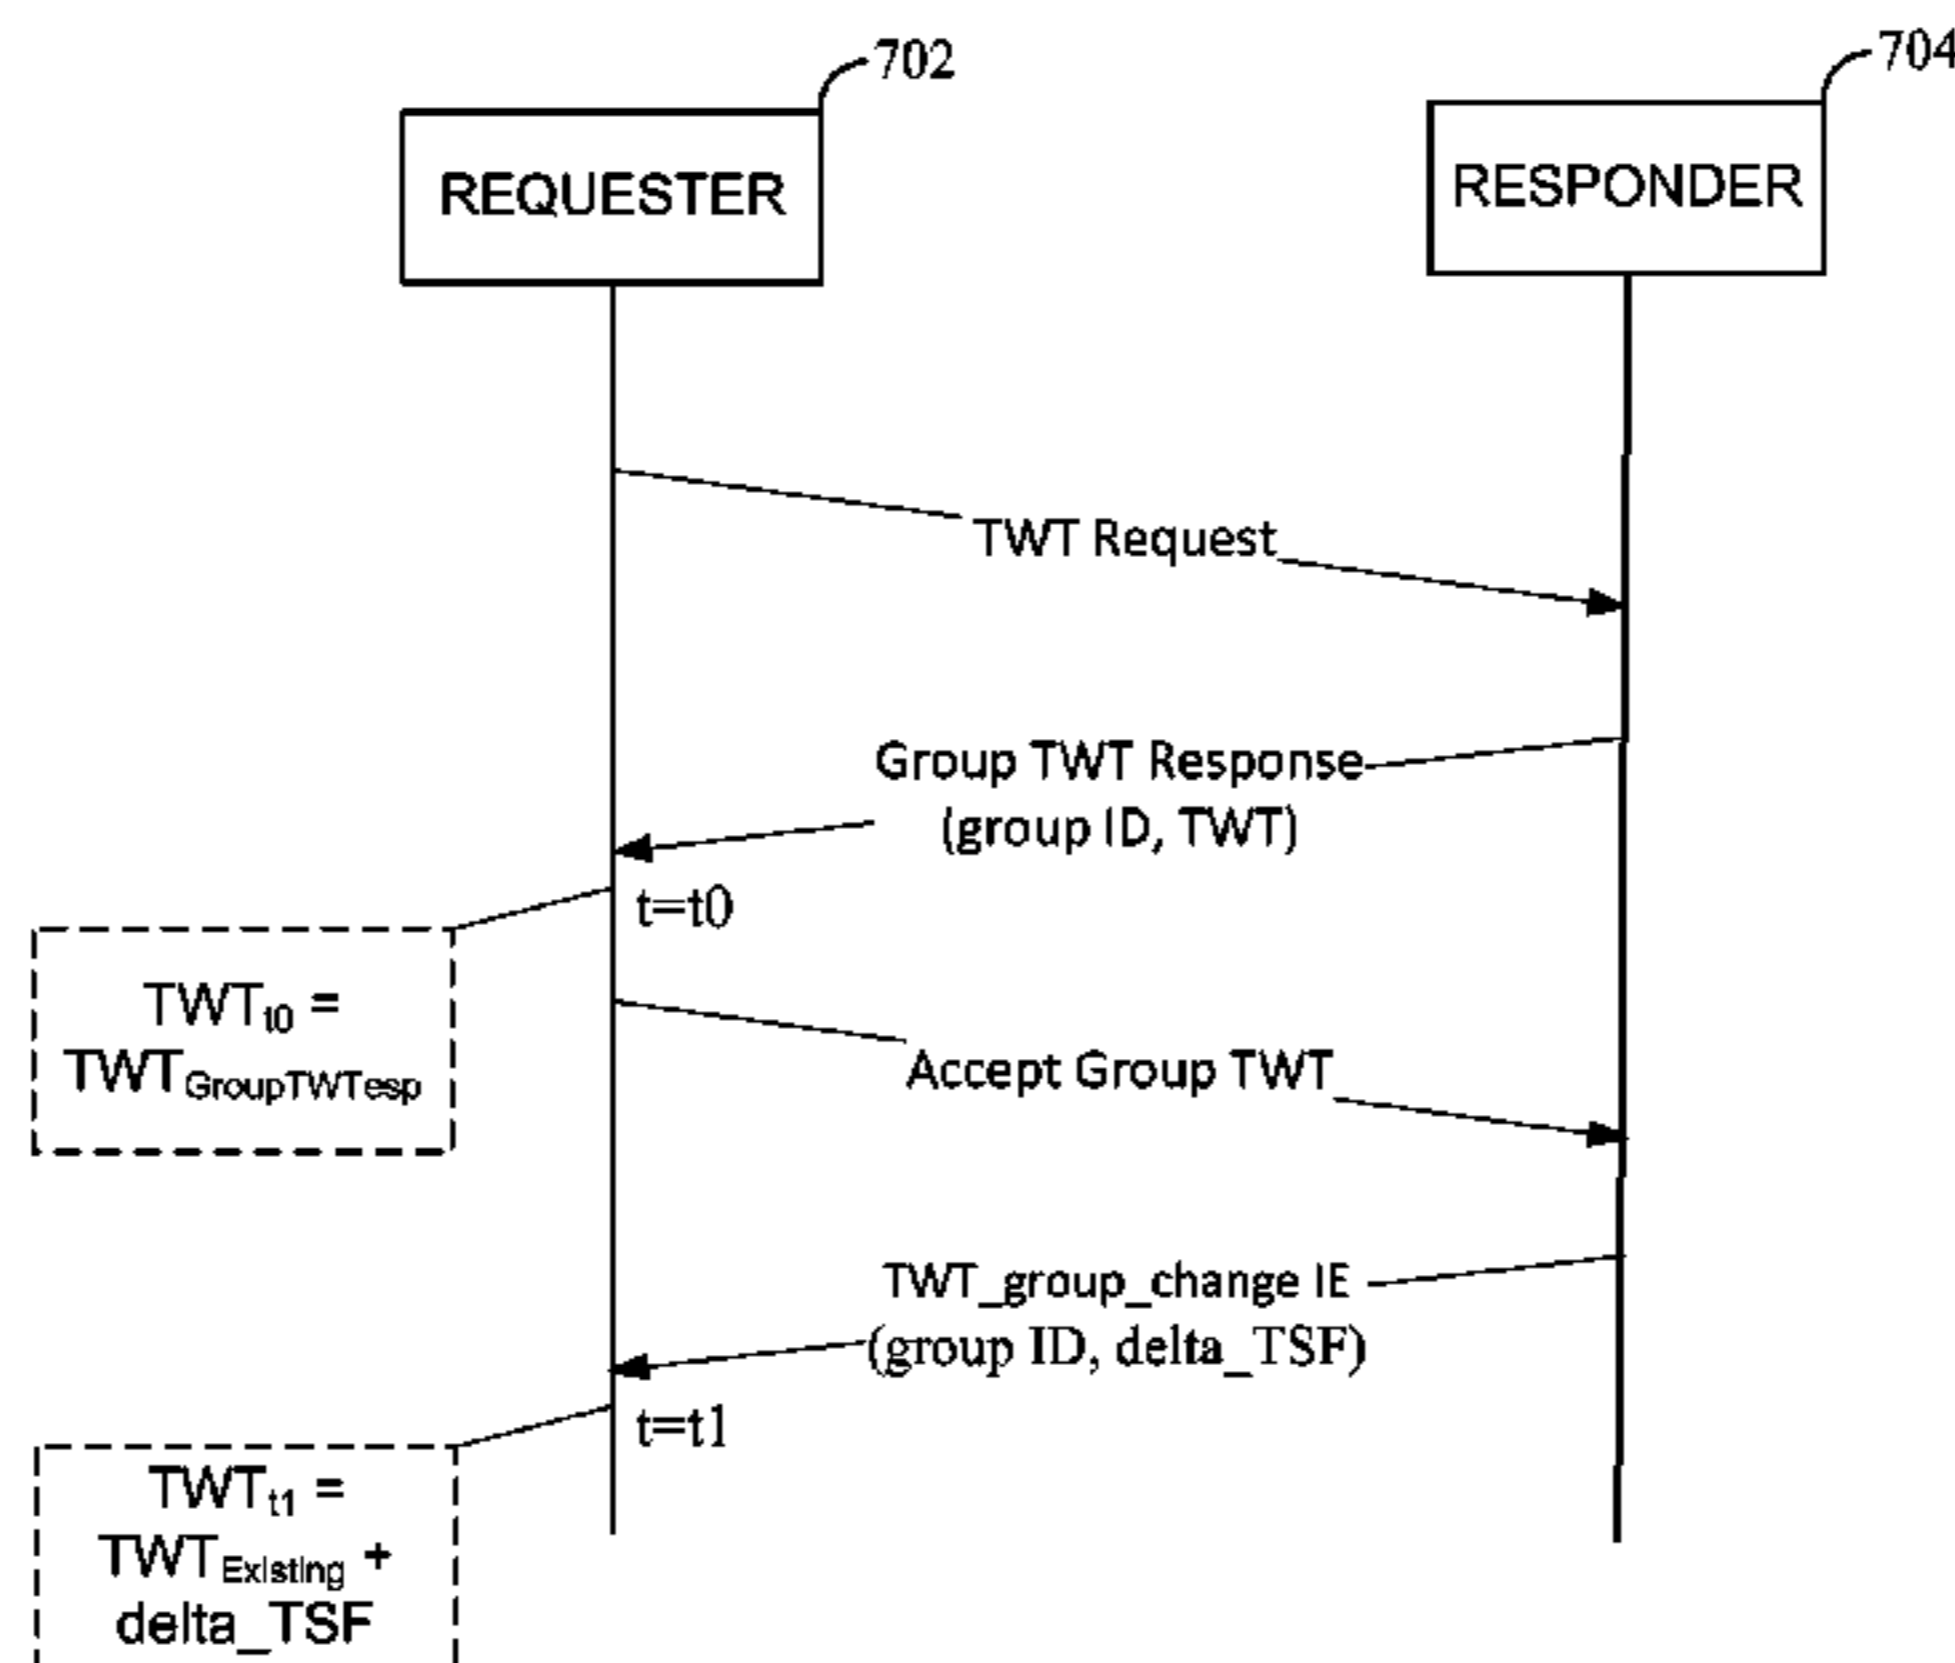 702
704
REQUESTER
RESPONDER
TWT Request
Group TWT Response
(group ID, TWT)
t=t0
TWTt0 =
TWTGroupTWTesp
Accept Group TWT
TWT_group_change IE
(group ID, delta_TSF)
t=t1
TWTt1 =
TWTExisting +
delta_TSF